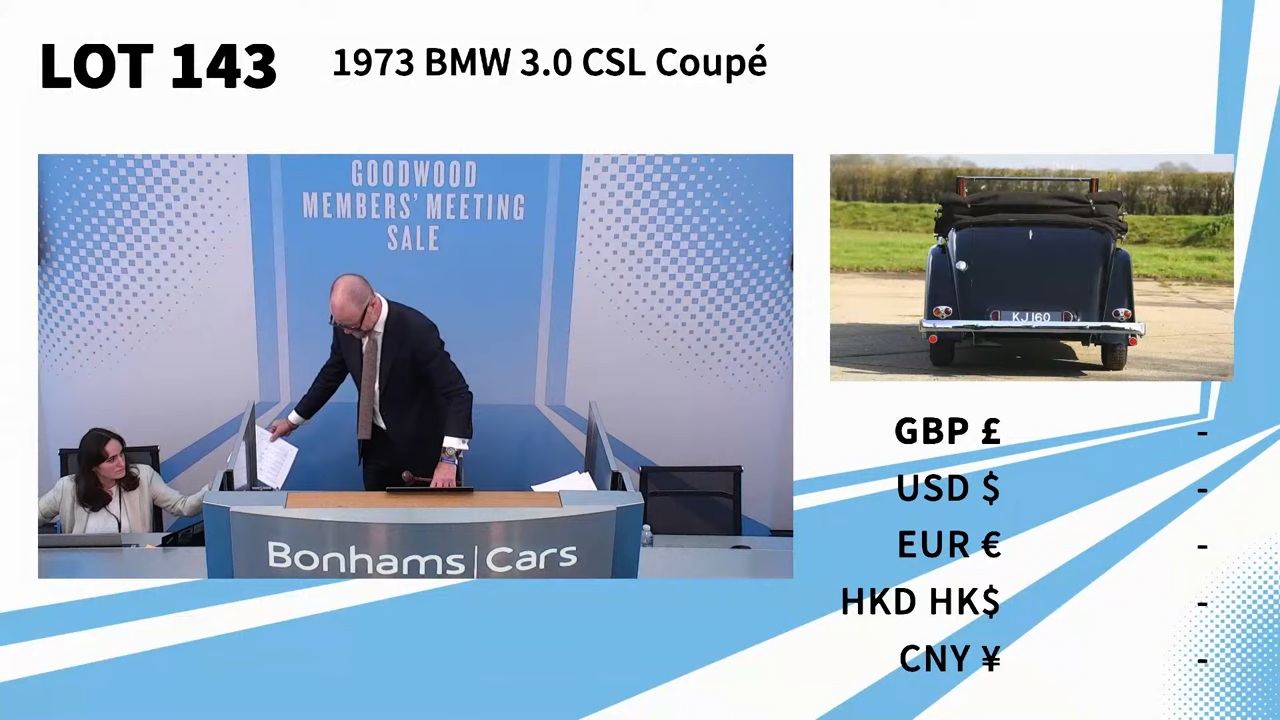 LOT 143
1973 BMW 3.0 CSL Coupé
GOODWOOD
MEMBERS' MEETING
SALE
Bonhams|Cars
KJ 160
GBP £ -
USD $ -
EUR € -
HKD HK$ -
CNY ¥ -